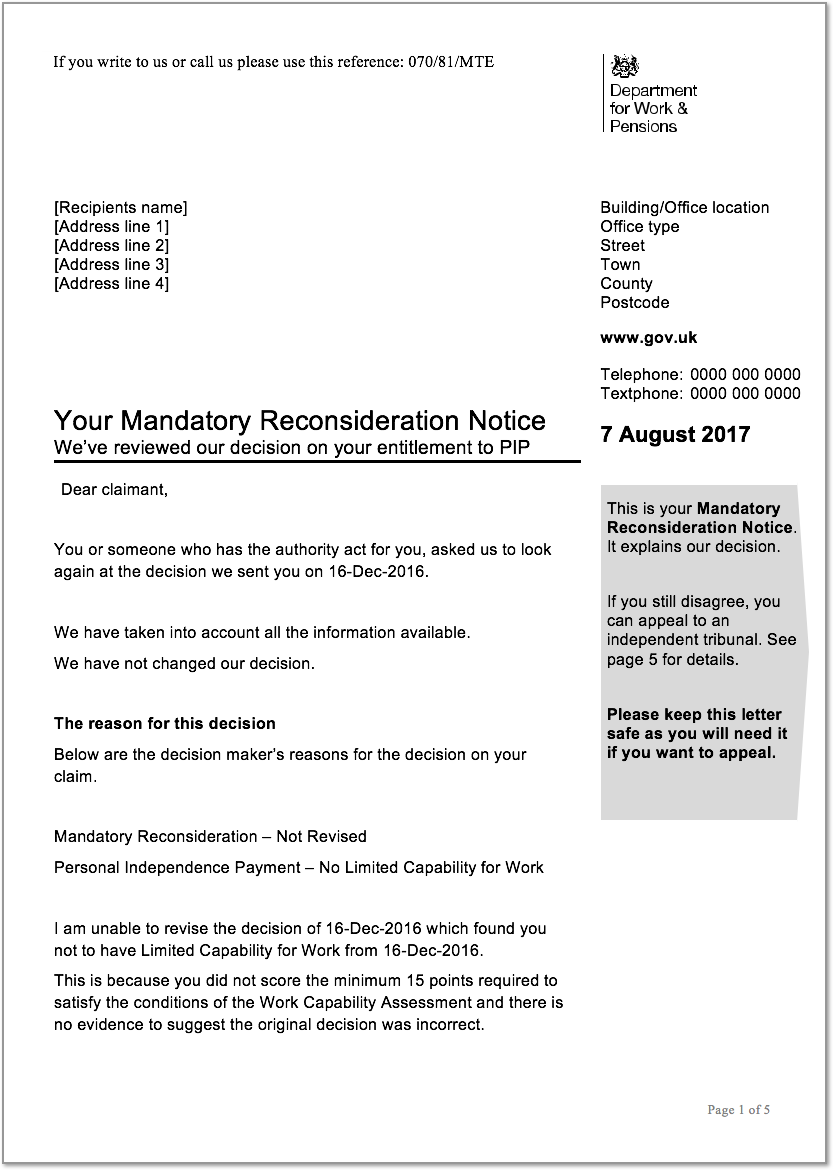 If you write to us or call us please use this reference: 070/81/MTE
Department
for Work &
Pensions
[Recipients name]
[Address line 1]
[Address line 2]
[Address line 3]
[Address line 4]
Building/Office location
Office type
Street
Town
County
Postcode
www.gov.uk
Telephone: 0000 000 0000
Textphone: 0000 000 0000
7 August 2017
Your Mandatory Reconsideration Notice
We've reviewed our decision on your entitlement to PIP
Dear claimant,
You or someone who has the authority act for you, asked us to look
again at the decision we sent you on 16-Dec-2016.
We have taken into account all the information available.
We have not changed our decision.
The reason for this decision
Below are the decision maker's reasons for the decision on your
claim.
Mandatory Reconsideration – Not Revised
Personal Independence Payment – No Limited Capability for Work
I am unable to revise the decision of 16-Dec-2016 which found you
not to have Limited Capability for Work from 16-Dec-2016.
This is because you did not score the minimum 15 points required to
satisfy the conditions of the Work Capability Assessment and there is
no evidence to suggest the original decision was incorrect.
This is your Mandatory
Reconsideration Notice.
It explains our decision.
If you still disagree, you
can appeal to an
independent tribunal. See
page 5 for details.
Please keep this letter
safe as you will need it
if you want to appeal.
Page 1 of 5